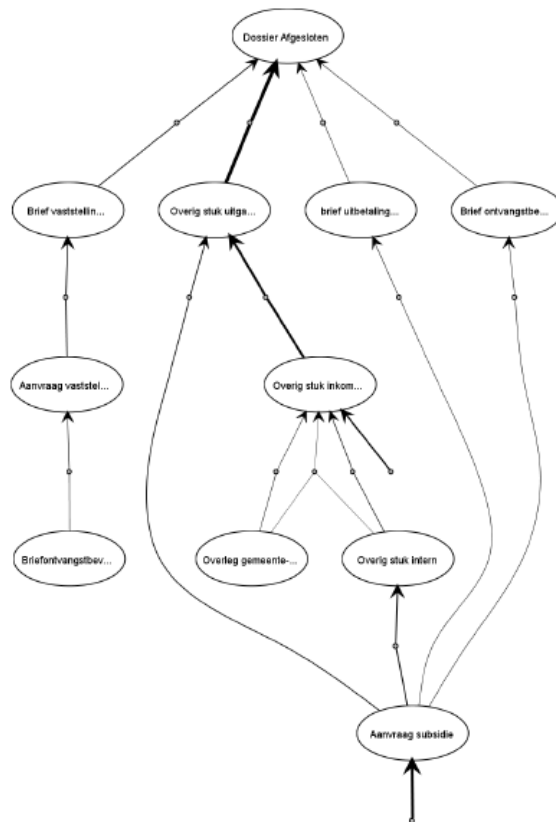 Dossier Afgesloten
Brief vaststellin...
Overig stuk uitga...
brief uitbetaling...
Brief ontvangstbe...
Aanvraag vaststel...
Overig stuk inkom...
Briefontvangstbev...
Overleg gemeente-...
Overig stuk intern
Aanvraag subsidie